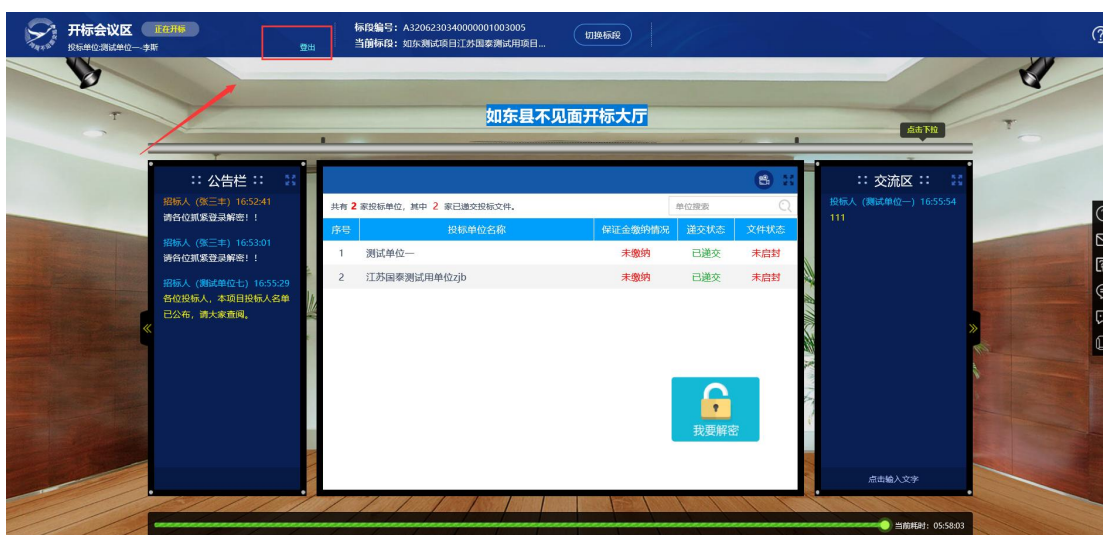 开标会议区 正在开标
投标单位:测试单位一-李斯
登出
标段编号：A3206230340000001003005
当前标段：如东测试项目江苏国泰测试用项目...
切换标段
如东县不见面开标大厅
点击下拉
:: 公告栏 ::
招标人（张三丰）16:52:41
请各位抓紧登录解密！！
招标人（张三丰）16:53:01
请各位抓紧登录解密！！
招标人（测试单位七）16:55:29
各位投标人，本项目投标人名单
已公布，请大家查阅。
共有 2 家投标单位，其中 2 家已递交投标文件。
单位搜索
序号 投标单位名称 保证金缴纳情况 递交状态 文件状态
1 测试单位一 未缴纳 已递交 未启封
2 江苏国泰测试用单位zjb 未缴纳 已递交 未启封
我要解密
:: 交流区 ::
投标人（测试单位一）16:55:54
111
点击输入文字
当前耗时：05:58:03